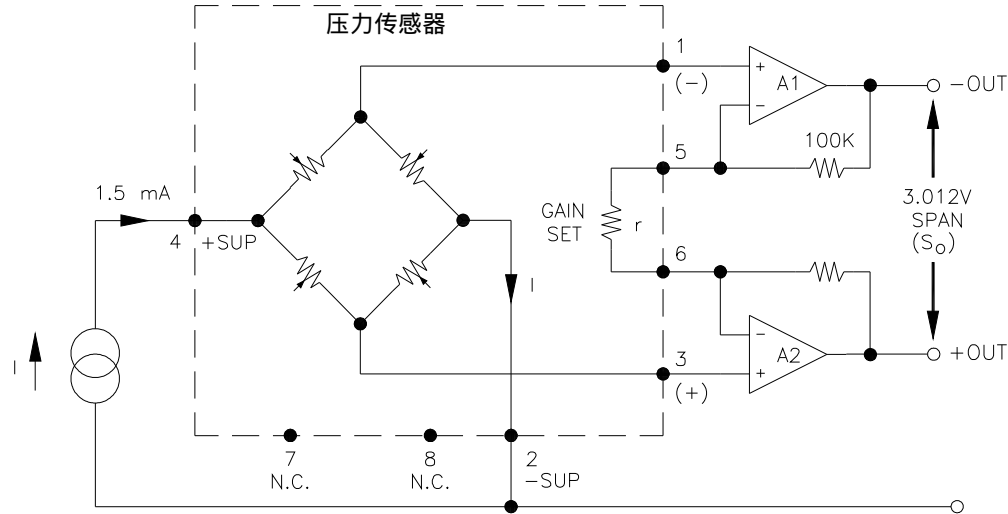 压力传感器
1
(-)
+
A1
-
-OUT
5
100K
1.5 mA
GAIN
SET
r
3.012V
SPAN
(So)
4
+SUP
6
I
I
-
A2
+
+OUT
3
(+)
7
N.C.
8
N.C.
2
-SUP